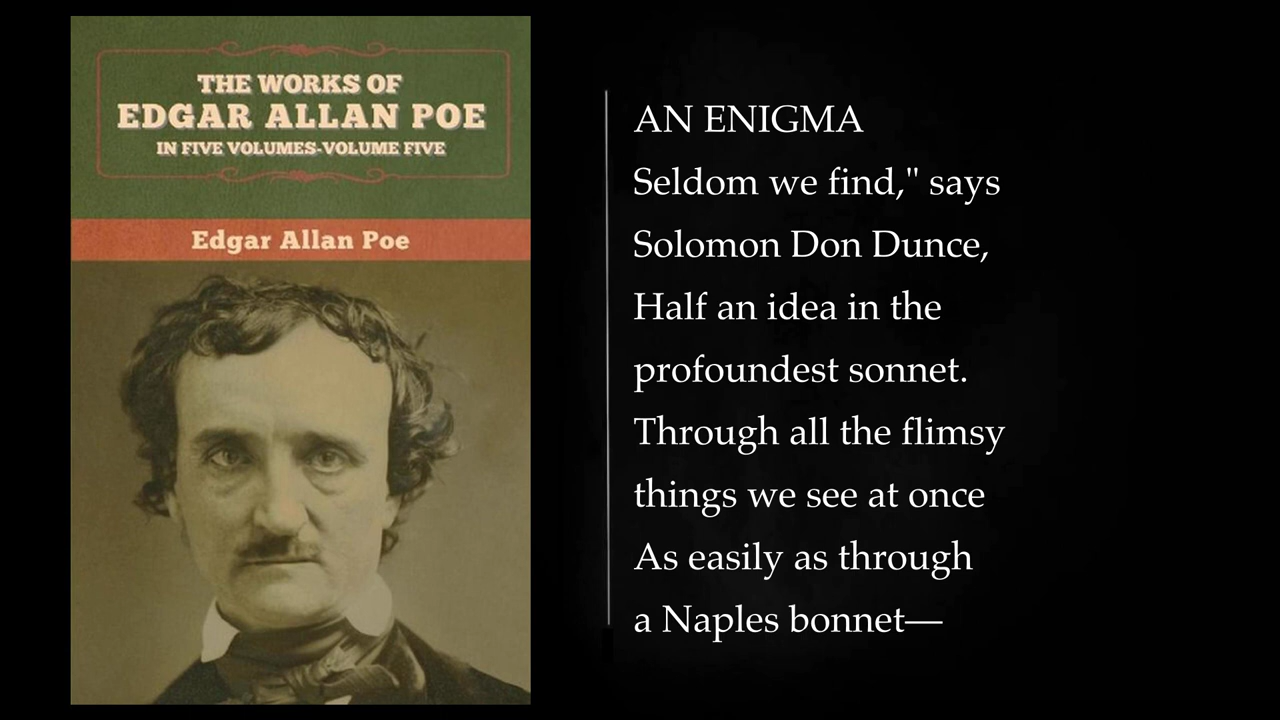 THE WORKS OF
EDGAR ALLAN POE
IN FIVE VOLUMES-VOLUME FIVE
Edgar Allan Poe
AN ENIGMA
Seldom we find," says
Solomon Don Dunce,
Half an idea in the
profoundest sonnet.
Through all the flimsy
things we see at once
As easily as through
a Naples bonnet—